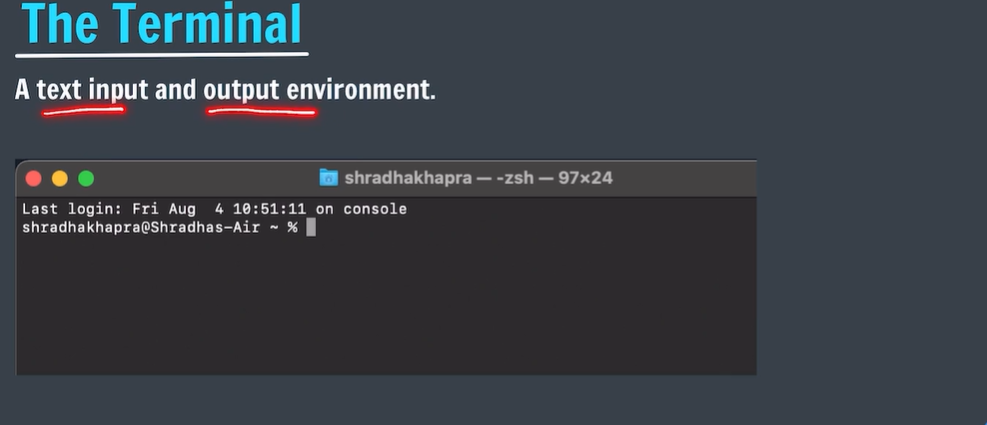 The Terminal
A text input and output environment.
shradhakhapra — -zsh — 97×24
Last login: Fri Aug  4 10:51:11 on console
shradhakhapra@Shradhas-Air ~ %